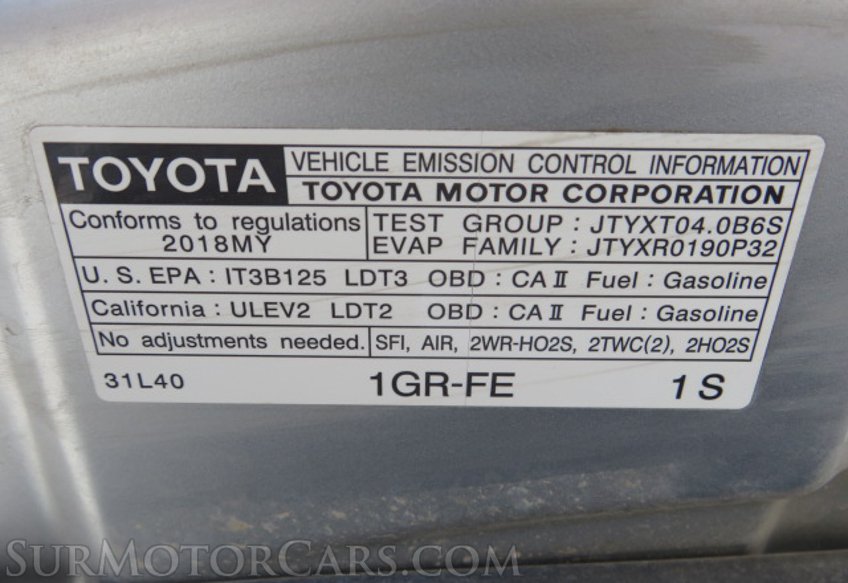 TOYOTA
VEHICLE EMISSION CONTROL INFORMATION
TOYOTA MOTOR CORPORATION
Conforms to regulations
2018MY
TEST GROUP : JTYXT04.0B6S
EVAP FAMILY : JTYXR0190P32
U. S. EPA : IT3B125 LDT3 OBD : CA II Fuel : Gasoline
California : ULEV2 LDT2 OBD : CA II Fuel : Gasoline
No adjustments needed.
SFI, AIR, 2WR-HO2S, 2TWC(2), 2HO2S
31L40 1GR-FE 1 S
SURMOTORCARS.COM